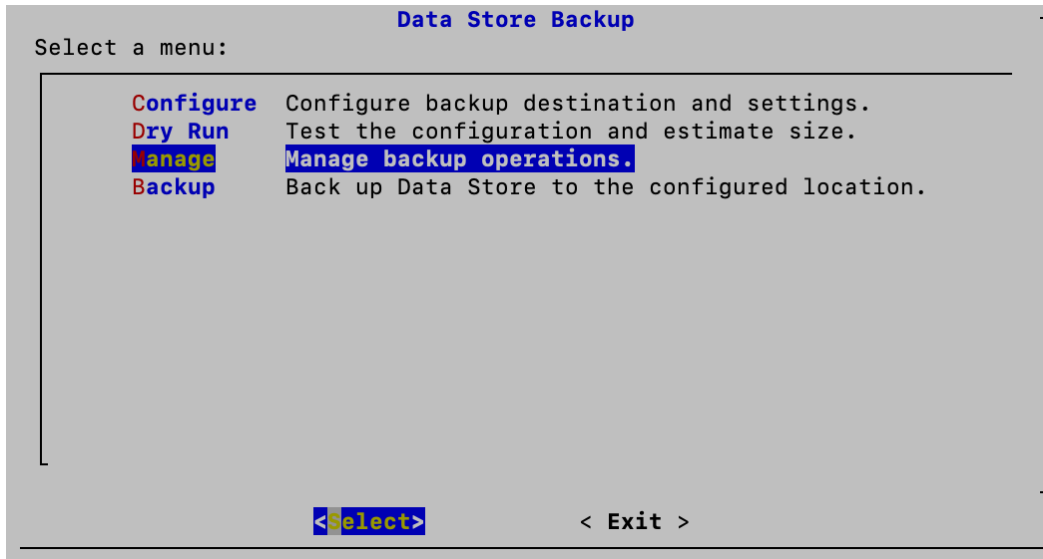 Data Store Backup
Select a menu:
Configure Configure backup destination and settings.
Dry Run Test the configuration and estimate size.
Manage Manage backup operations.
Backup Back up Data Store to the configured location.
<Select> < Exit >